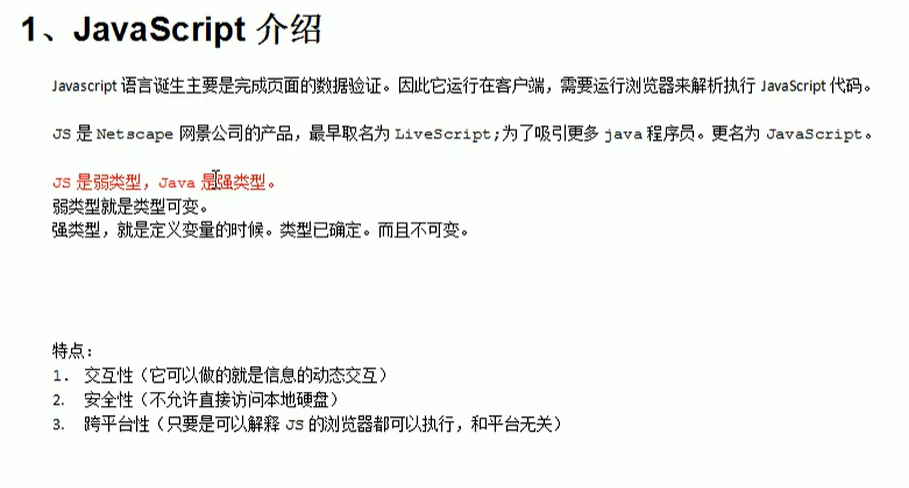 1、JavaScript 介绍
Javascript 语言诞生主要是完成页面的数据验证。因此它运行在客户端，需要运行浏览器来解析执行 JavaScript 代码。
JS 是 Netscape 网景公司的产品，最早取名为 LiveScript;为了吸引更多 java 程序员。更名为 JavaScript。
JS 是弱类型，Java 是强类型。
弱类型就是类型可变。
强类型，就是定义变量的时候。类型已确定。而且不可变。
特点：
1. 交互性（它可以做的就是信息的动态交互）
2. 安全性（不允许直接访问本地硬盘）
3. 跨平台性（只要是可以解释 JS 的浏览器都可以执行，和平台无关）